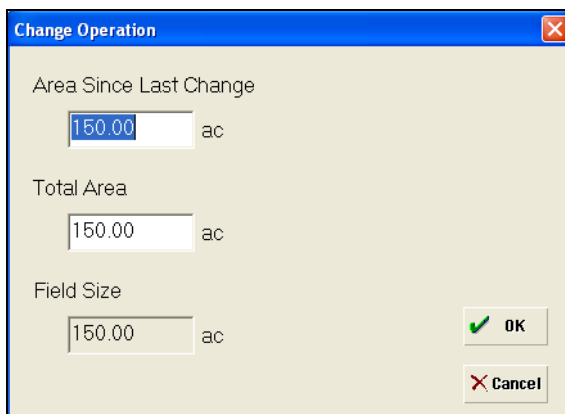 Change Operation
Area Since Last Change
150.00 ac
Total Area
150.00 ac
Field Size
150.00 ac
OK
Cancel